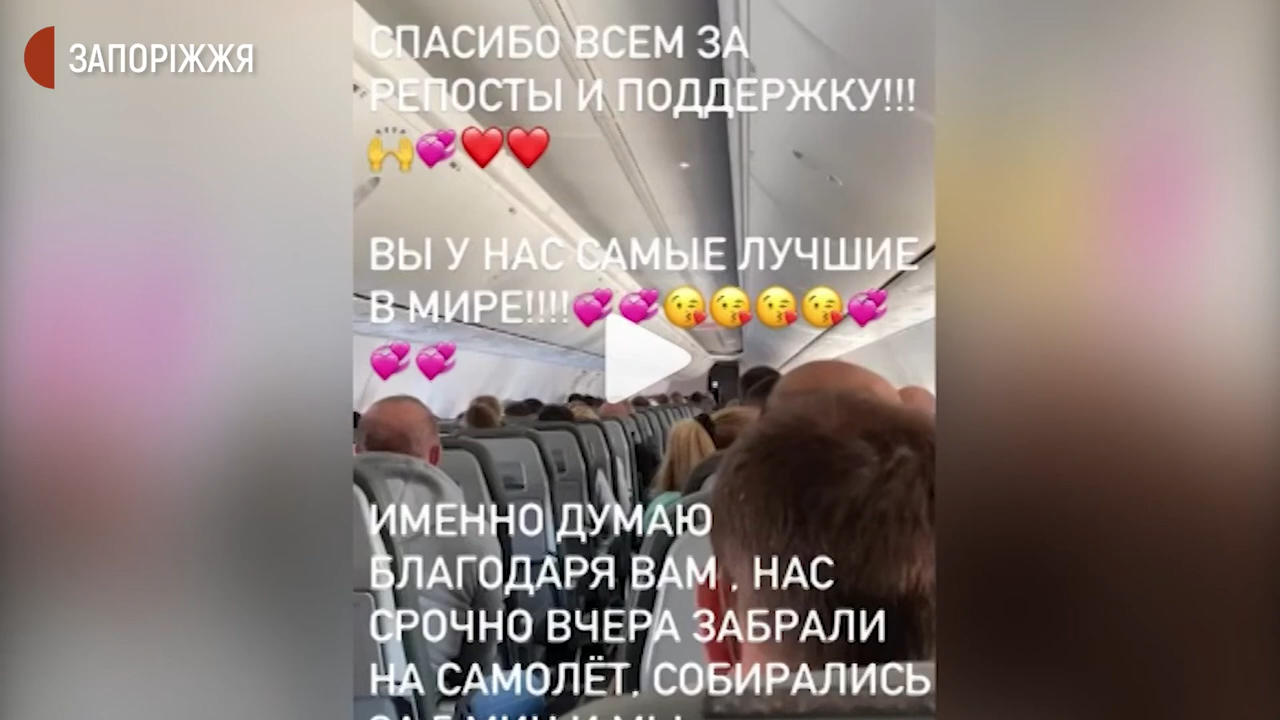 ЗАПОРІЖЖЯ
СПАСИБО ВСЕМ ЗА
РЕПОСТЫ И ПОДДЕРЖКУ!!!
🙌💞❤️❤️
ВЫ У НАС САМЫЕ ЛУЧШИЕ
В МИРЕ!!!!💞💞😘😘😘😘💞
💞💞
ИМЕННО ДУМАЮ
БЛАГОДАРЯ ВАМ , НАС
СРОЧНО ВЧЕРА ЗАБРАЛИ
НА САМОЛЁТ, СОБИРАЛИСЬ